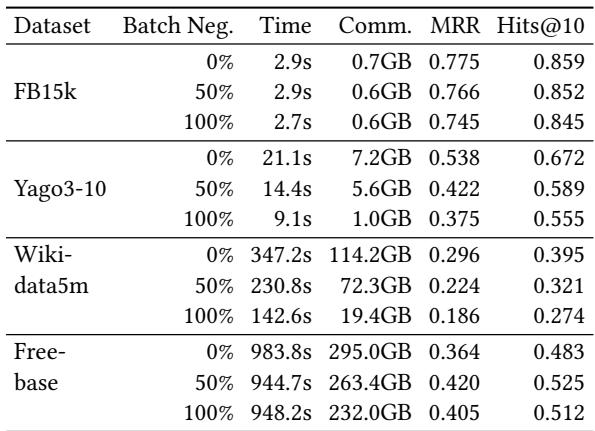 Dataset Batch Neg. Time Comm. MRR Hits@10
0% 2.9s 0.7GB 0.775 0.859
FB15k 50% 2.9s 0.6GB 0.766 0.852
100% 2.7s 0.6GB 0.745 0.845
0% 21.1s 7.2GB 0.538 0.672
Yago3-10 50% 14.4s 5.6GB 0.422 0.589
100% 9.1s 1.0GB 0.375 0.555
Wiki- 0% 347.2s 114.2GB 0.296 0.395
data5m 50% 230.8s 72.3GB 0.224 0.321
100% 142.6s 19.4GB 0.186 0.274
Free- 0% 983.8s 295.0GB 0.364 0.483
base 50% 944.7s 263.4GB 0.420 0.525
100% 948.2s 232.0GB 0.405 0.512